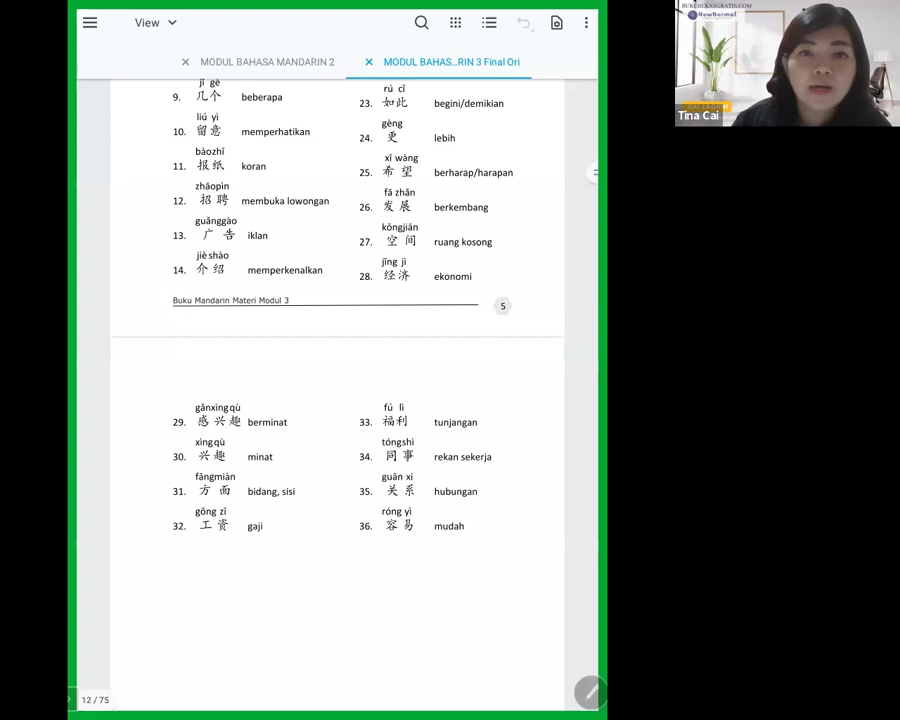 View
MODUL BAHASA MANDARIN 2
MODUL BAHAS…RIN 3 Final Ori
jǐ gè
9. 几个 beberapa
liú yì
10. 留意 memperhatikan
bàozhǐ
11. 报纸 koran
zhāopìn
12. 招聘 membuka lowongan
guǎnggào
13. 广告 iklan
jiè shào
14. 介绍 memperkenalkan
rú cǐ
23. 如此 begini/demikian
gèng
24. 更 lebih
xī wàng
25. 希望 berharap/harapan
fā zhǎn
26. 发展 berkembang
kōngjiān
27. 空间 ruang kosong
jīng jì
28. 经济 ekonomi
Buku Mandarin Materi Modul 3
5
gǎnxìngqù
29. 感兴趣 berminat
xìngqù
30. 兴趣 minat
fāngmiàn
31. 方面 bidang, sisi
gōng zī
32. 工资 gaji
fú lì
33. 福利 tunjangan
tóngshì
34. 同事 rekan sekerja
guān xi
35. 关系 hubungan
róng yì
36. 容易 mudah
12 / 75
BUKUBEKASGRATIS.COM
NewNormal
Tina Cai